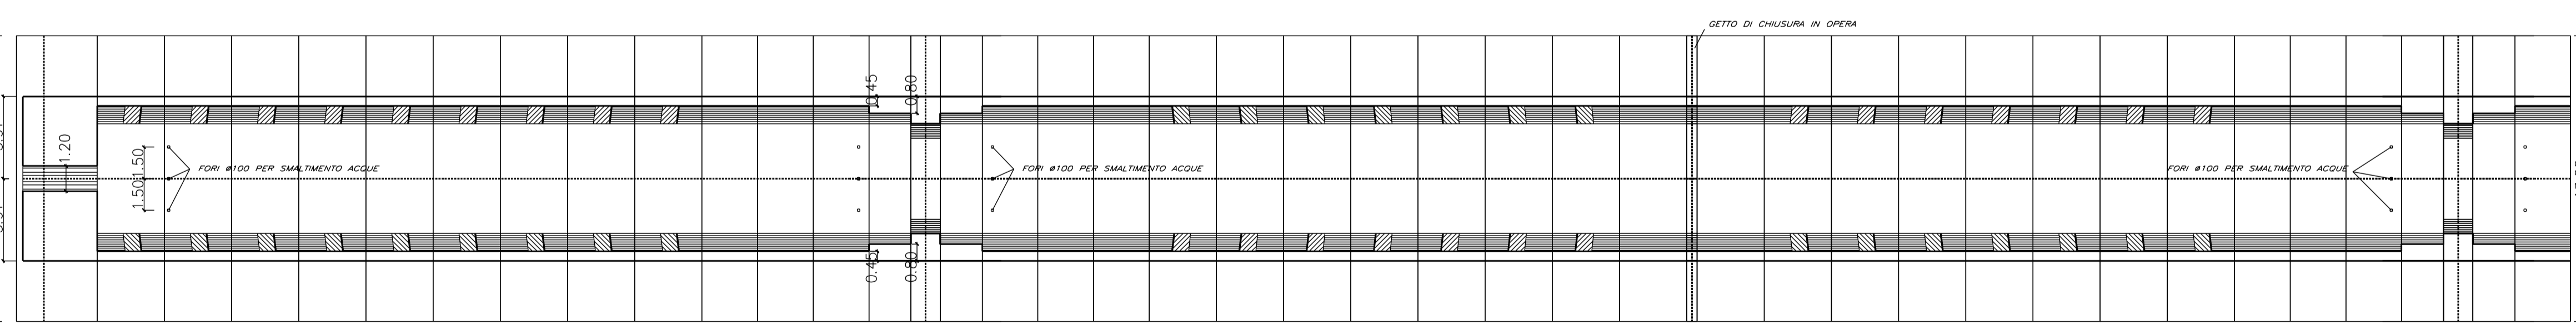 GETTO DI CHIUSURA IN OPERA
0.45
0.80
1.20
1.50
1.50
FORI ø100 PER SMALTIMENTO ACQUE
FORI ø100 PER SMALTIMENTO ACQUE
FORI ø100 PER SMALTIMENTO ACQUE
0.45
0.80